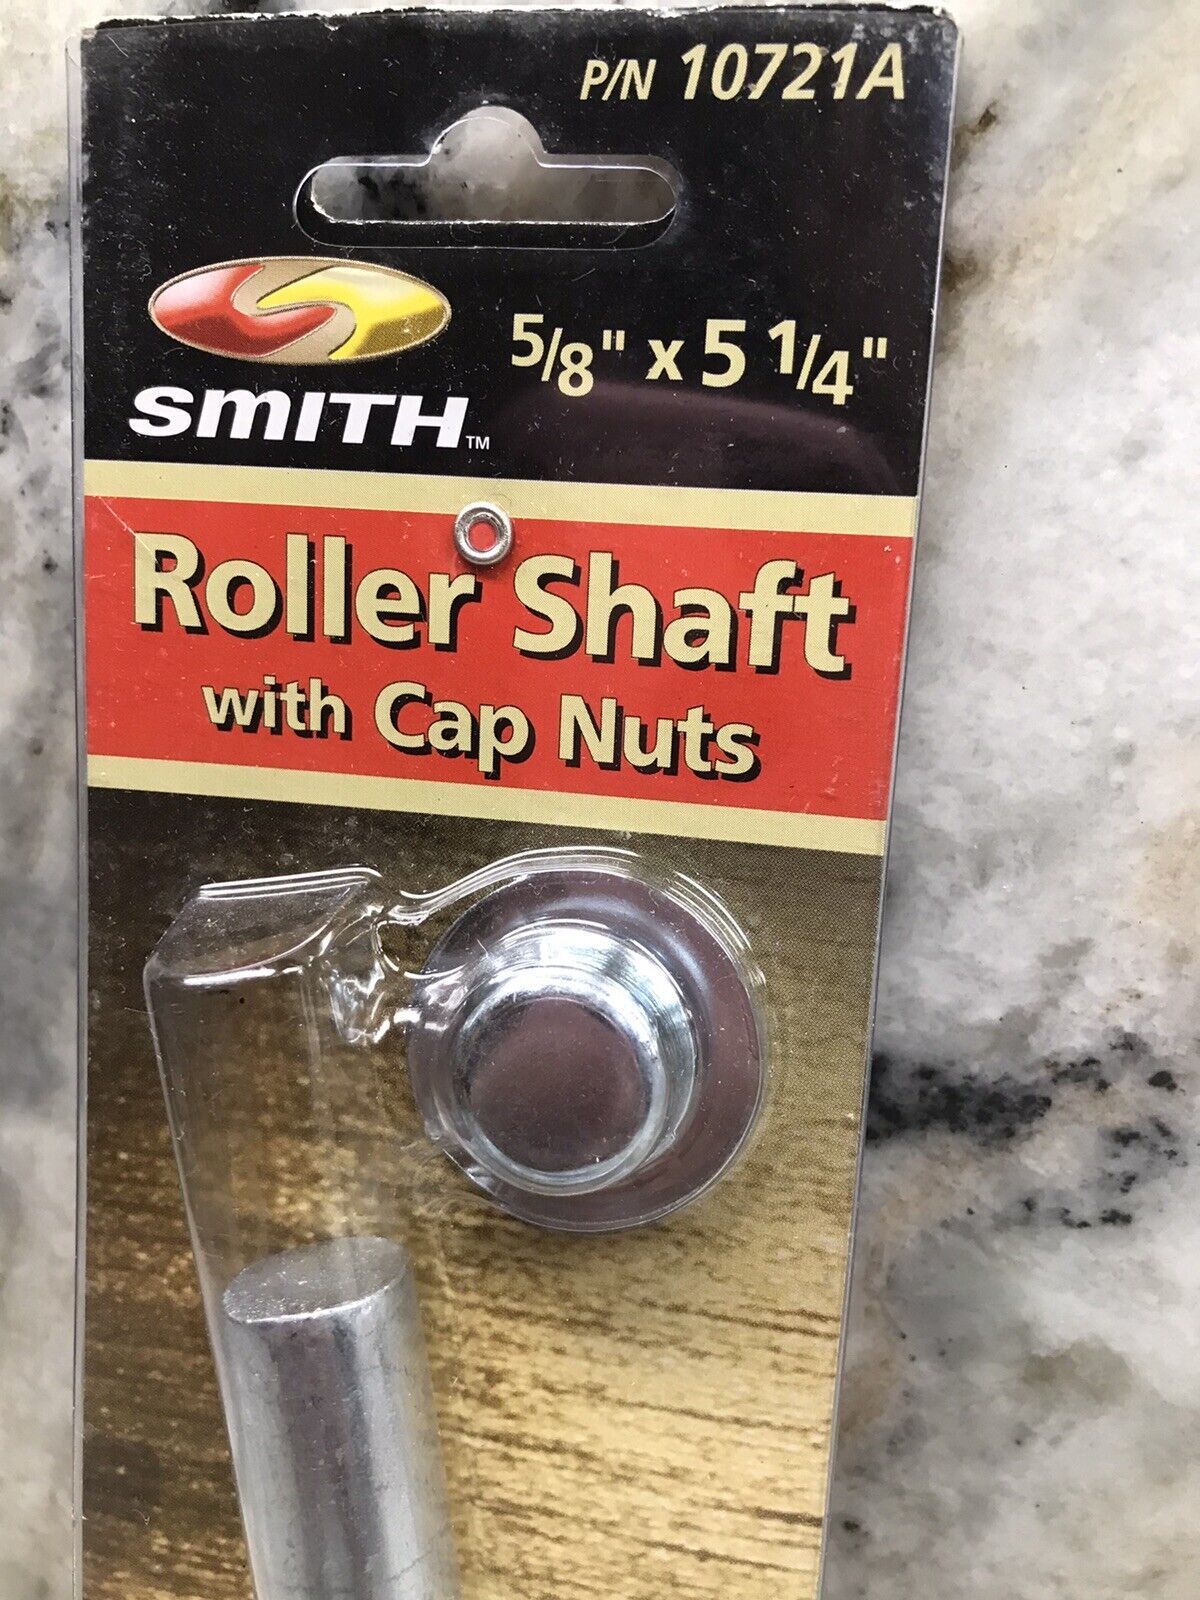 P/N 10721A
5/8" x 5 1/4"
SMITH™
Roller Shaft
with Cap Nuts